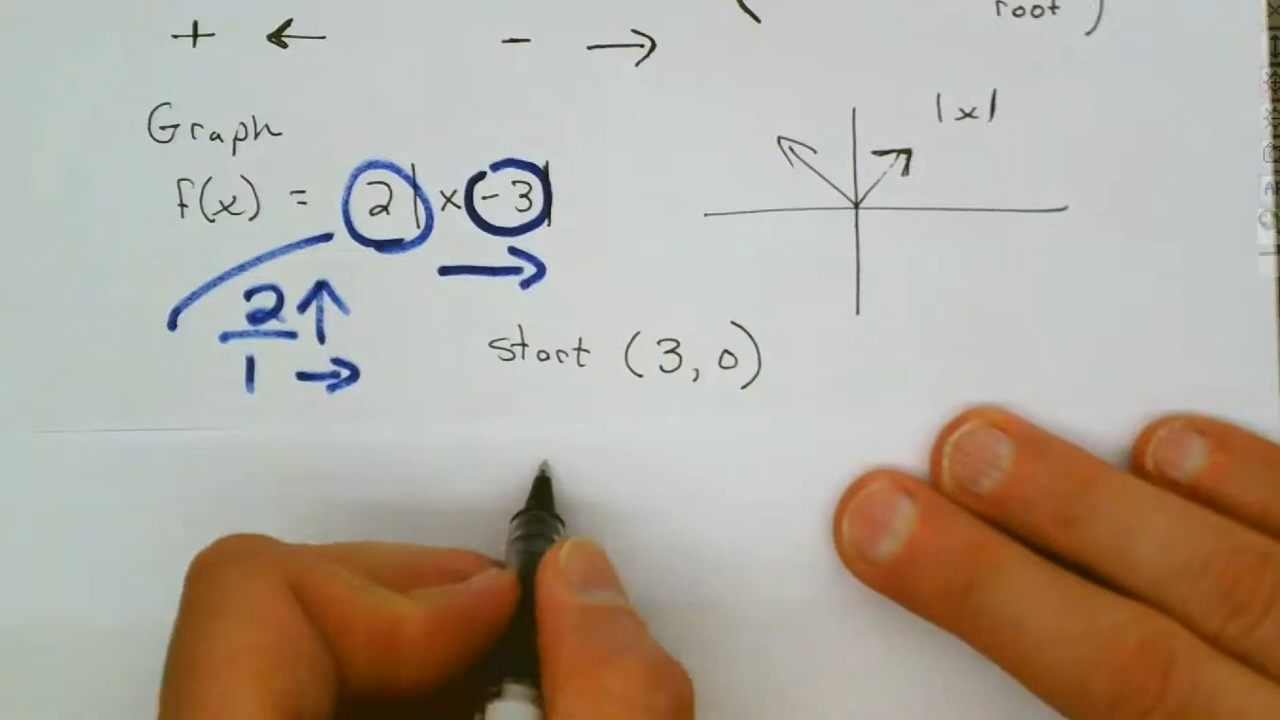 root )
+ ← - →
Graph
|x|
f(x) = 2|x-3|
→
2 ↑
1 →
start (3,0)